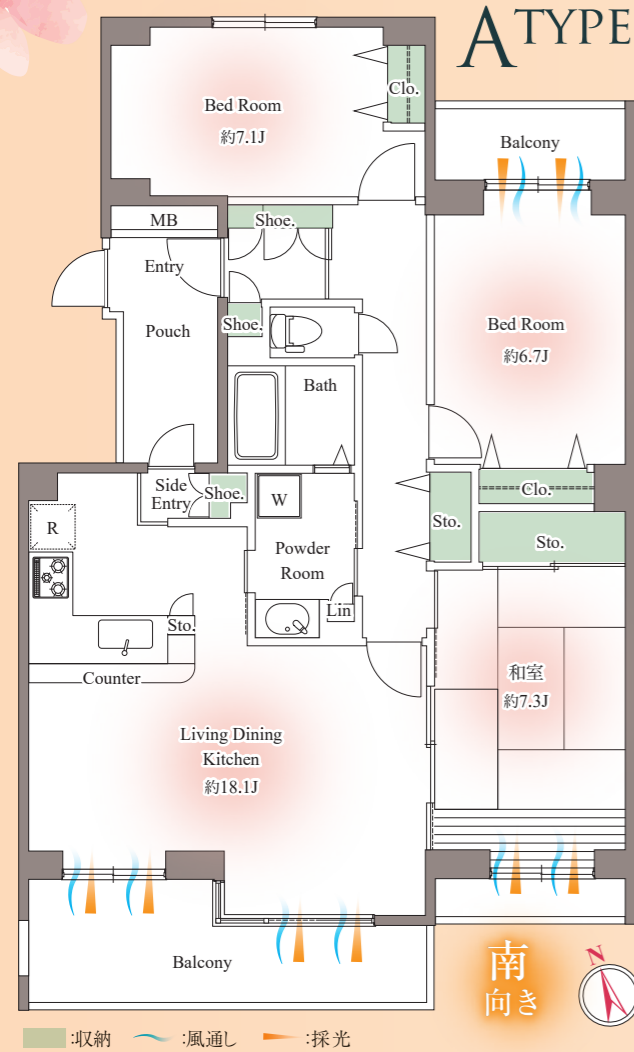 A TYPE
Bed Room
約7.1J
Clo.
Balcony
MB
Shoe.
Entry
Pouch
Shoe.
Bed Room
約6.7J
Bath
Side
Entry
Shoe.
W
R
Clo.
Sto.
Sto.
Powder
Room
Lin
Sto.
Counter
和室
約7.3J
Living Dining
Kitchen
約18.1J
Balcony
南
向き
N
:収納
:風通し
:採光